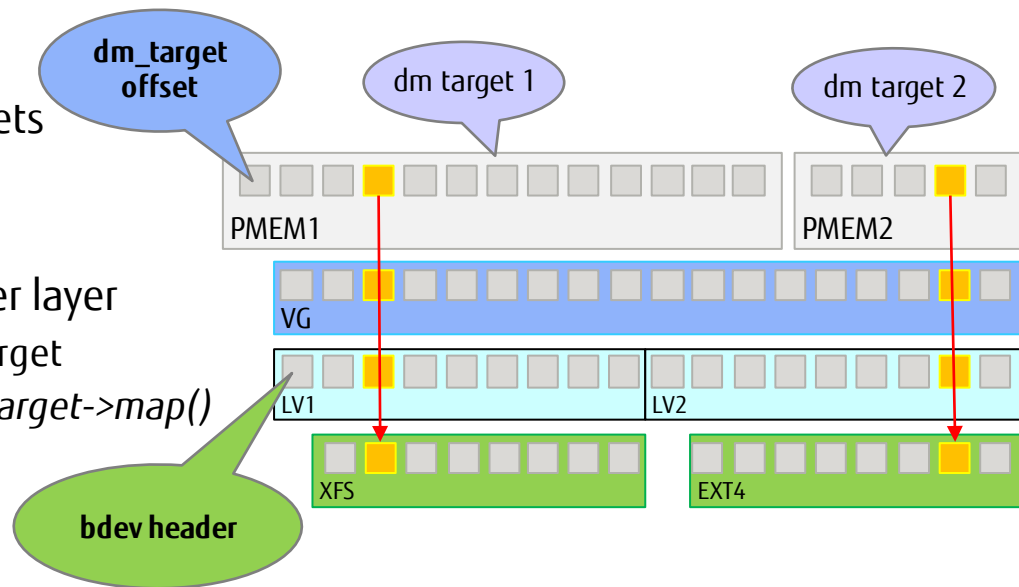 dm_target
offset
dm target 1
dm target 2
ets
PMEM1
PMEM2
er layer
VG
rget
target->map()
LV1
LV2
XFS
EXT4
bdev header